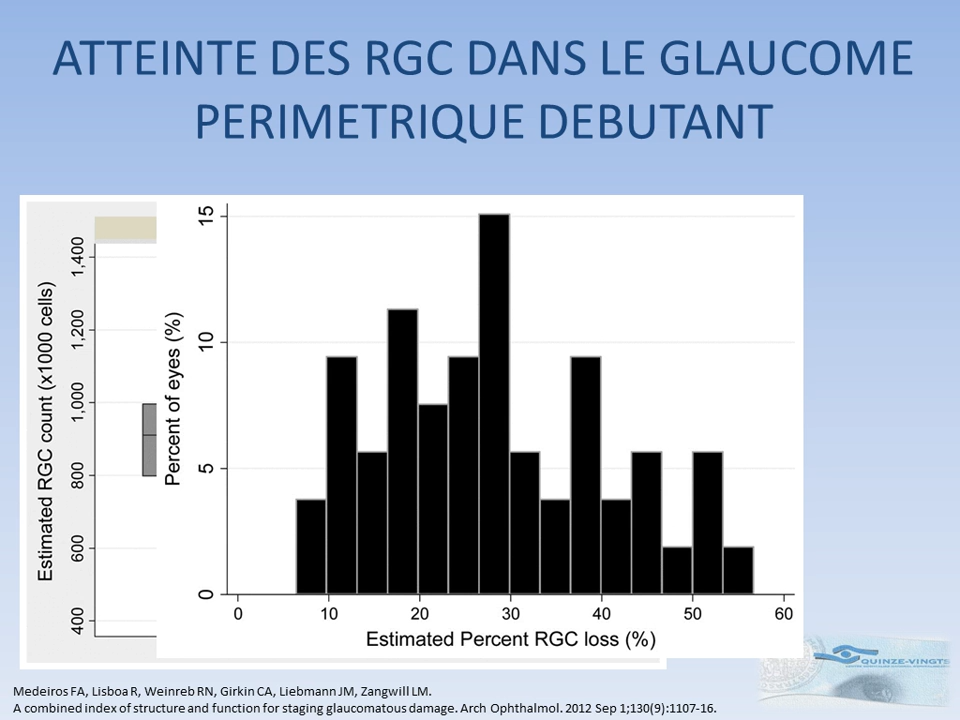 ATTEINTE DES RGC DANS LE GLAUCOME
PERIMETRIQUE DEBUTANT
Estimated RGC count (x1000 cells)
1,400
1,200
1,000
800
600
400
Percent of eyes (%)
15
10
5
0
0 10 20 30 40 50 60
Estimated Percent RGC loss (%)
QUINZE-VINGTS
Medeiros FA, Lisboa R, Weinreb RN, Girkin CA, Liebmann JM, Zangwill LM.
A combined index of structure and function for staging glaucomatous damage. Arch Ophthalmol. 2012 Sep 1;130(9):1107-16.